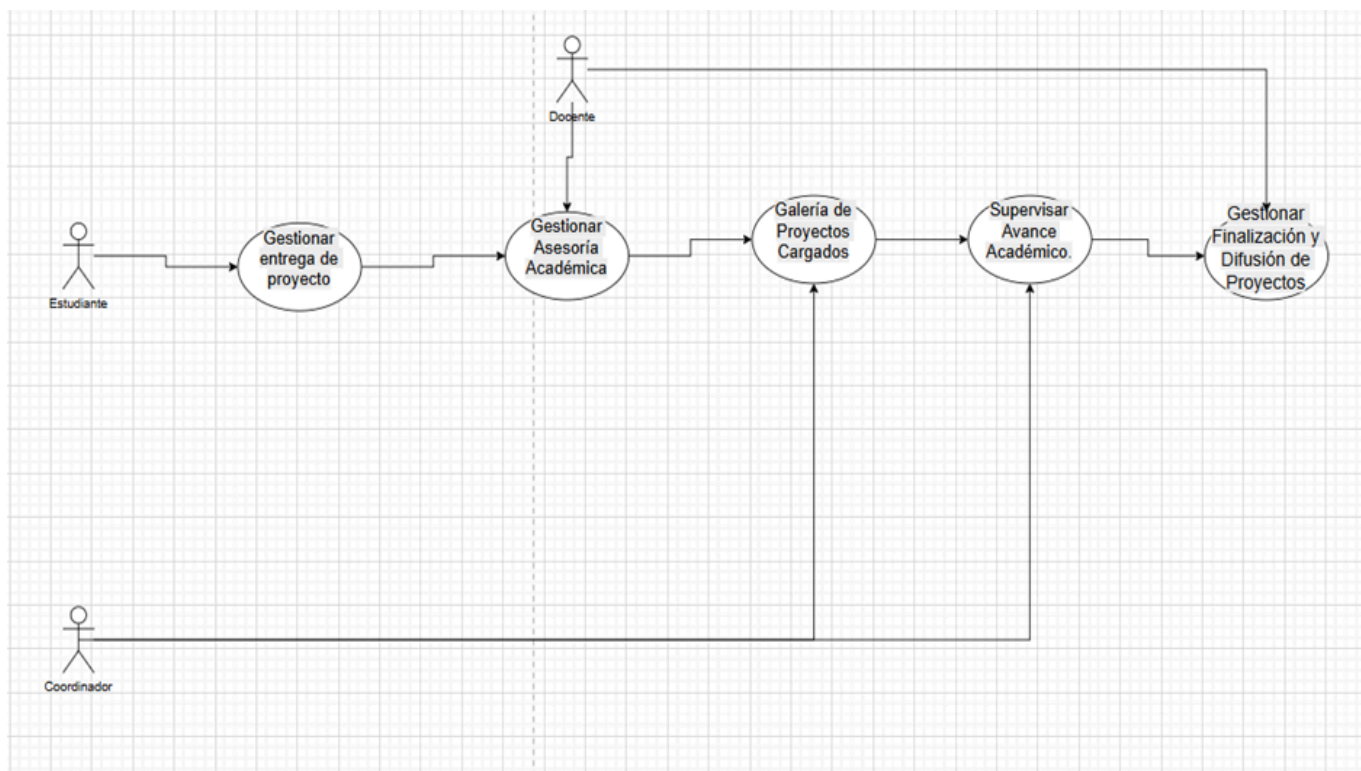 Docente
Estudiante
Gestionar
entrega de
proyecto
Gestionar
Asesoría
Académica
Galería de
Proyectos
Cargados
Supervisar
Avance
Académico.
Gestionar
Finalización y
Difusión de
Proyectos
Coordinador